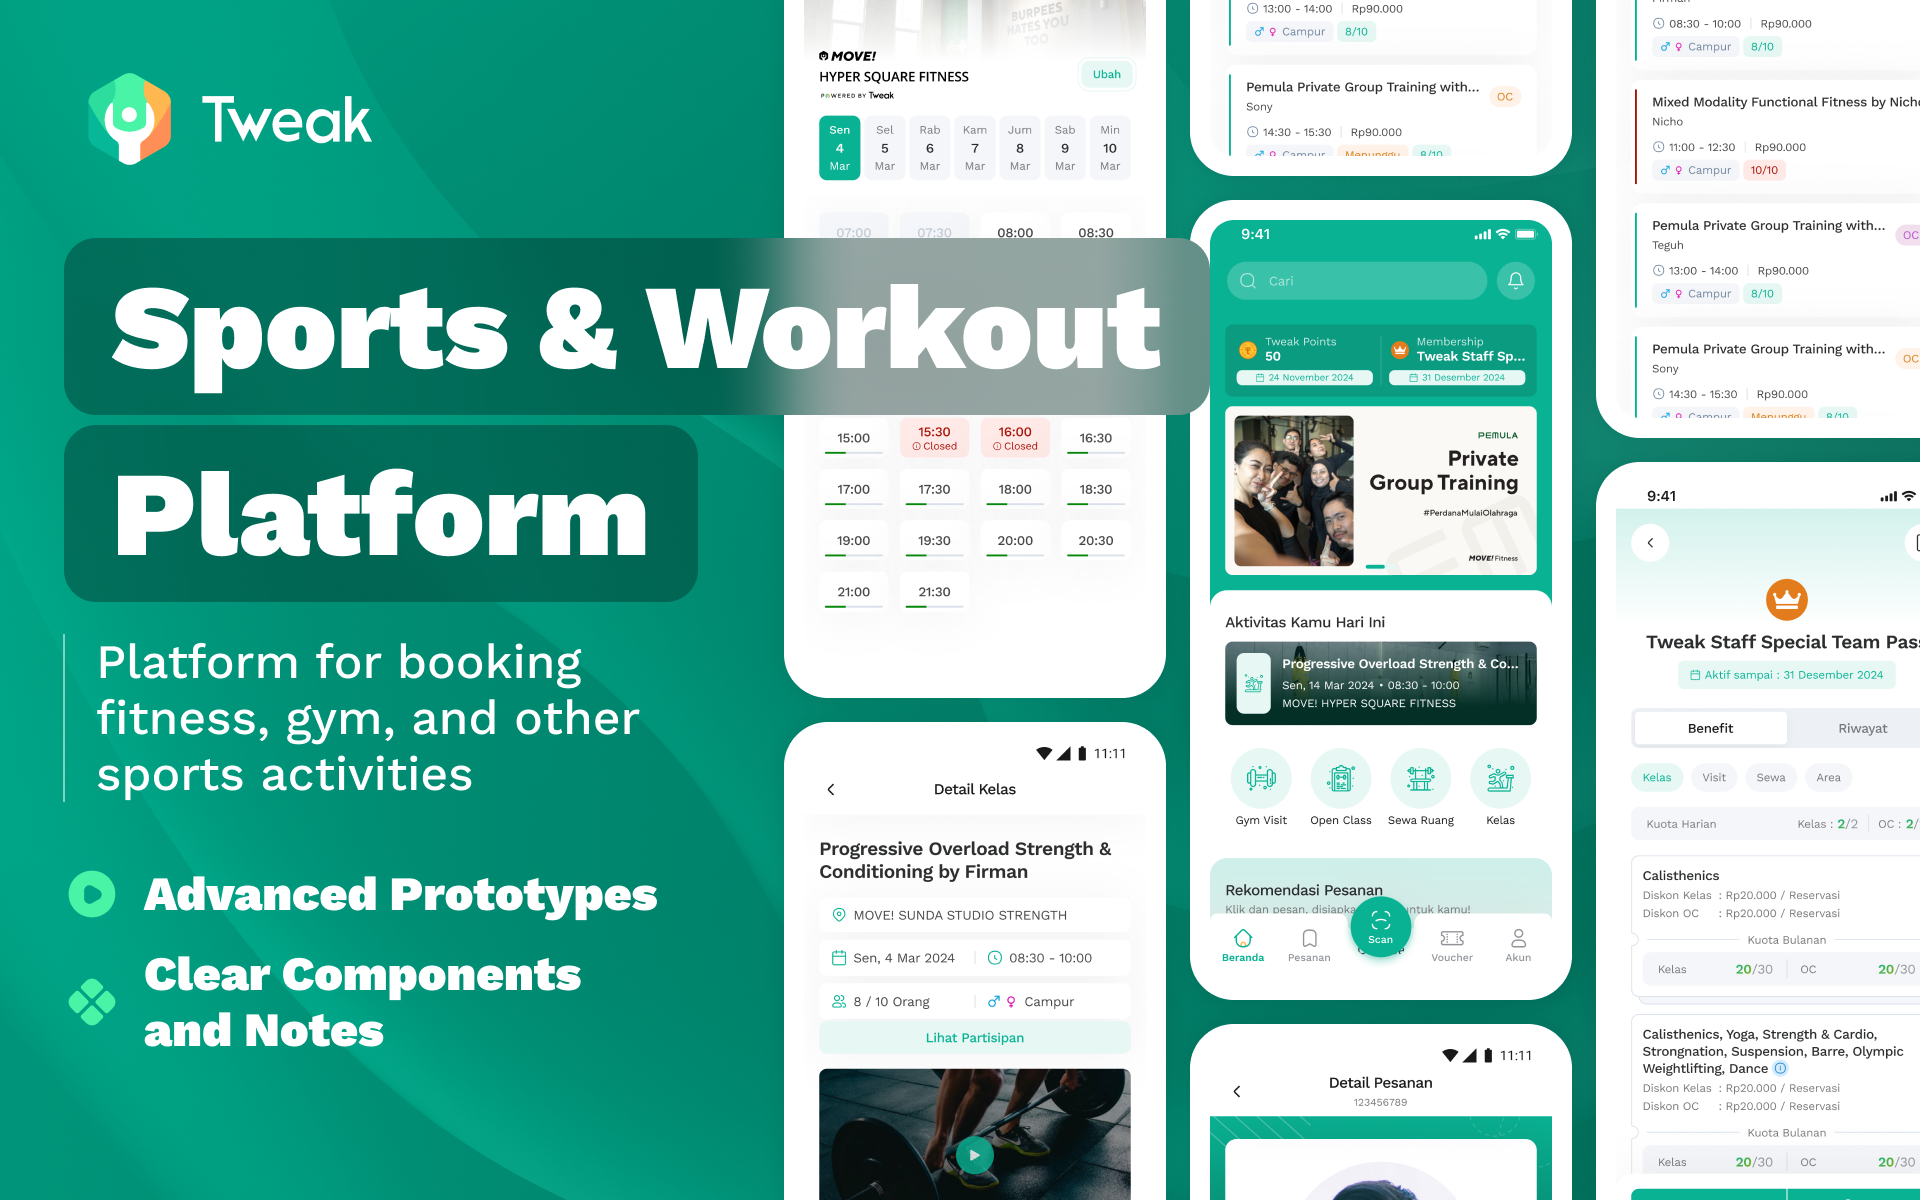 Tweak
Sports & Workout
Platform
Platform for booking
fitness, gym, and other
sports activities
Advanced Prototypes
Clear Components
and Notes
BURPEES
HATES YOU
TOO
MOVE!
HYPER SQUARE FITNESS
POWERED BY Tweak
Ubah
Sen Sel Rab Kam Jum Sab Min
4 5 6 7 8 9 10
Mar Mar Mar Mar Mar Mar Mar
07:00 07:30 08:00 08:30
15:00 15:30 16:00 16:30
Closed Closed
17:00 17:30 18:00 18:30
19:00 19:30 20:00 20:30
21:00 21:30
11:11
Detail Kelas
Progressive Overload Strength &
Conditioning by Firman
MOVE! SUNDA STUDIO STRENGTH
Sen, 4 Mar 2024 08:30 - 10:00
8 / 10 Orang Campur
Lihat Partisipan
13:00 - 14:00 Rp90.000
Campur 8/10
Pemula Private Group Training with...
OC
Sony
14:30 - 15:30 Rp90.000
Campur Menunggu 8/10
9:41
Cari
Tweak Points
50
24 November 2024
Membership
Tweak Staff Sp...
31 Desember 2024
PEMULA
Private
Group Training
#PerdanaMulaiOlahraga
MOVE! Fitness
Aktivitas Kamu Hari Ini
Progressive Overload Strength & Co...
Sen, 14 Mar 2024 • 08:30 - 10:00
MOVE! HYPER SQUARE FITNESS
Gym Visit Open Class Sewa Ruang Kelas
Rekomendasi Pesanan
Klik dan pesan, disiapka untuk kamu!
Scan
Beranda Pesanan Voucher Akun
11:11
Detail Pesanan
123456789
08:30 - 10:00 Rp90.000
Campur 8/10
Mixed Modality Functional Fitness by Nicho
Nicho
11:00 - 12:30 Rp90.000
Campur 10/10
Pemula Private Group Training with...
OC
Teguh
13:00 - 14:00 Rp90.000
Campur 8/10
Pemula Private Group Training with...
OC
Sony
14:30 - 15:30 Rp90.000
Campur Menunggu 8/10
9:41
Tweak Staff Special Team Pas
Aktif sampai : 31 Desember 2024
Benefit Riwayat
Kelas Visit Sewa Area
Kuota Harian Kelas : 2/2 OC : 2/
Calisthenics
Diskon Kelas : Rp20.000 / Reservasi
Diskon OC : Rp20.000 / Reservasi
Kuota Bulanan
Kelas 20/30 OC 20/30
Calisthenics, Yoga, Strength & Cardio,
Strongnation, Suspension, Barre, Olympic
Weightlifting, Dance
Diskon Kelas : Rp20.000 / Reservasi
Diskon OC : Rp20.000 / Reservasi
Kuota Bulanan
Kelas 20/30 OC 20/30